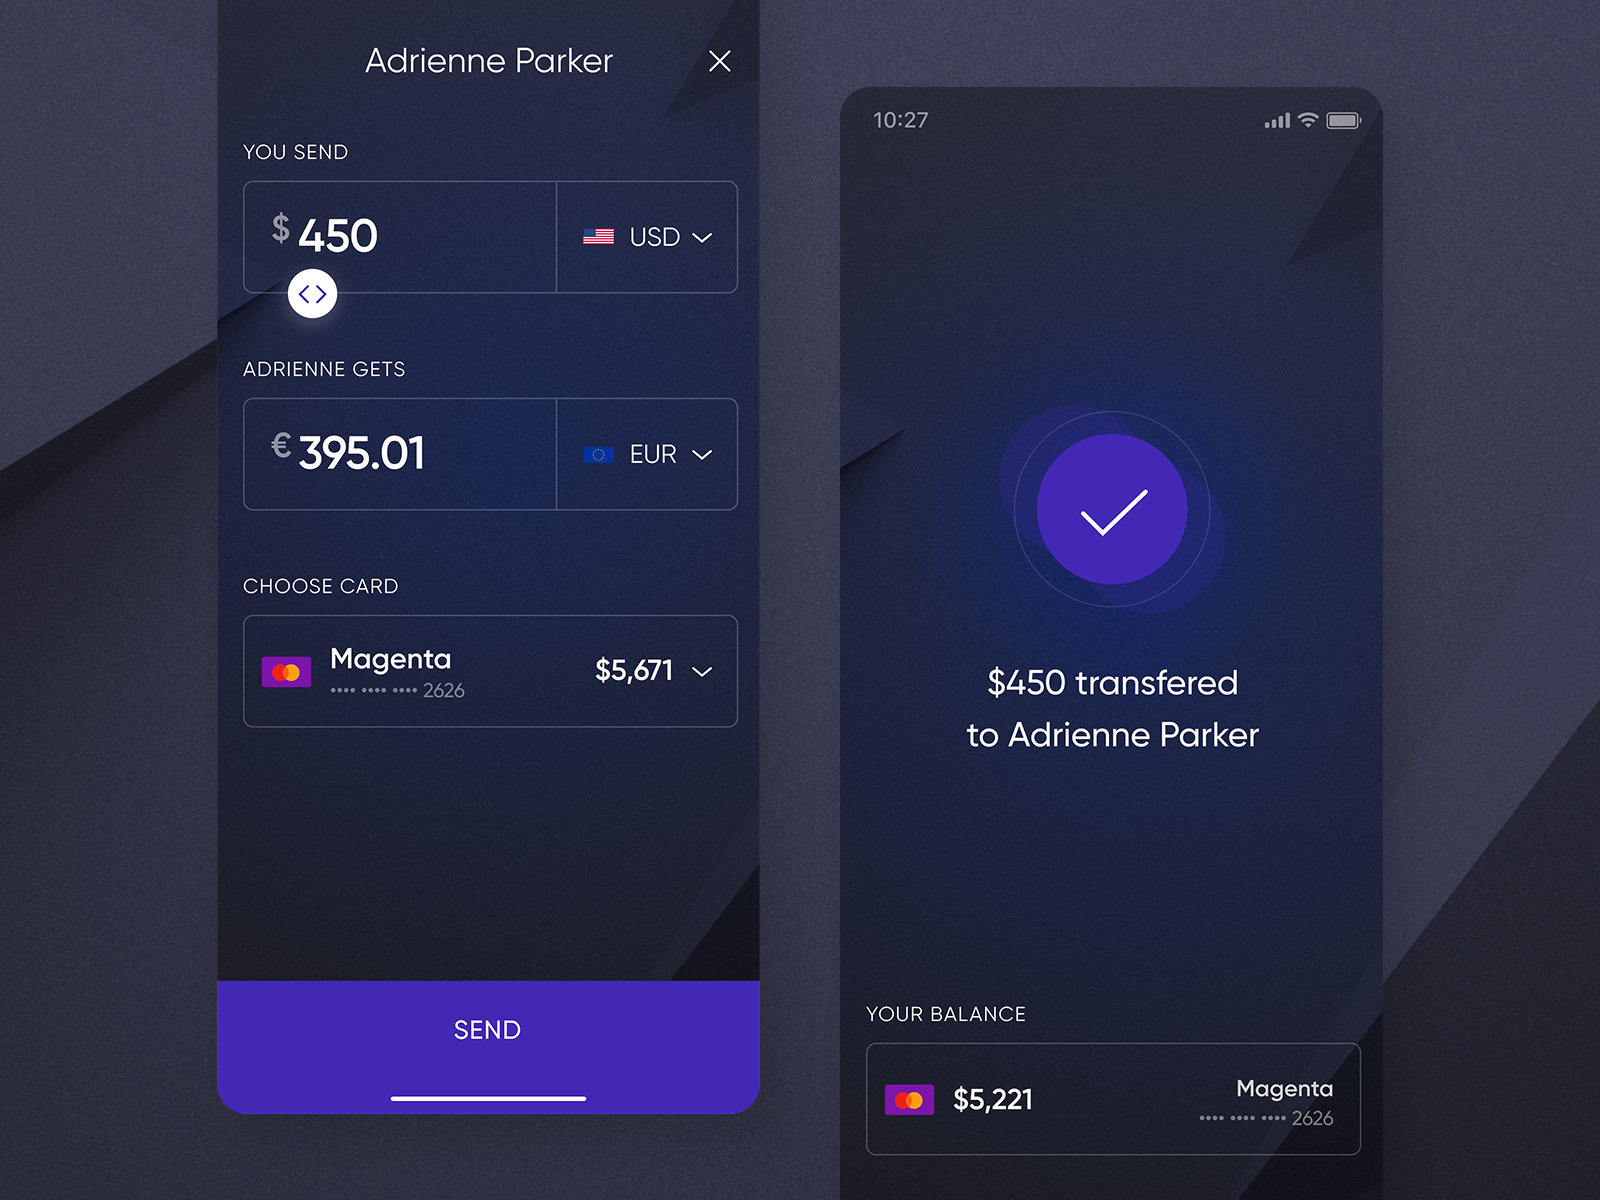 Adrienne Parker
YOU SEND
$ 450
USD
ADRIENNE GETS
€ 395.01
EUR
CHOOSE CARD
Magenta
•••• •••• •••• 2626
$5,671
SEND
10:27
$450 transfered
to Adrienne Parker
YOUR BALANCE
$5,221
Magenta
•••• •••• •••• 2626